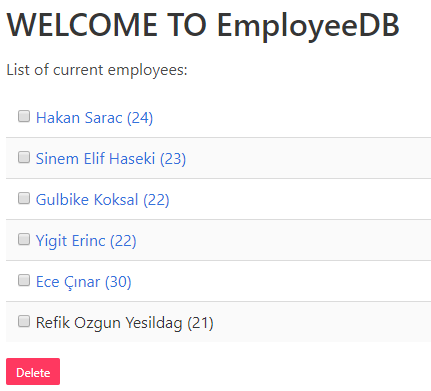 WELCOME TO EmployeeDB
List of current employees:
Hakan Sarac (24)
Sinem Elif Haseki (23)
Gulbike Koksal (22)
Yigit Erinc (22)
Ece Çınar (30)
Refik Ozgun Yesildag (21)
Delete